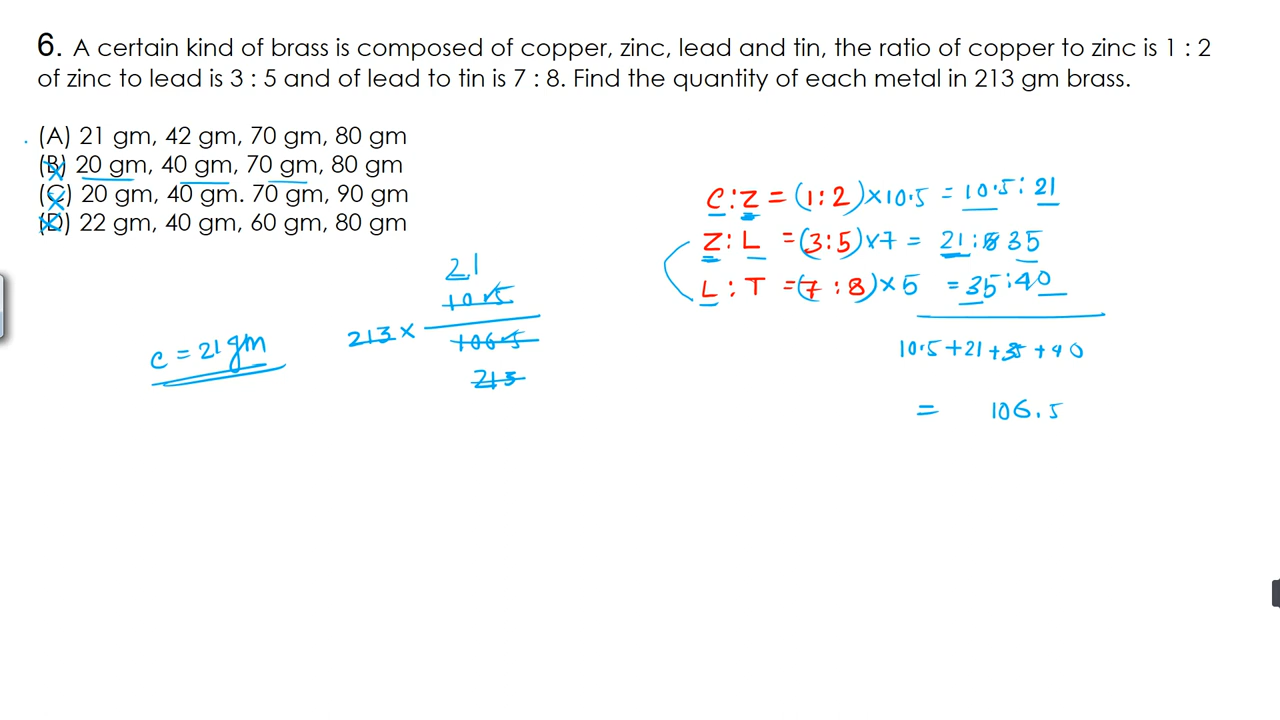 6. A certain kind of brass is composed of copper, zinc, lead and tin, the ratio of copper to zinc is 1 : 2
of zinc to lead is 3 : 5 and of lead to tin is 7 : 8. Find the quantity of each metal in 213 gm brass.
(A) 21 gm, 42 gm, 70 gm, 80 gm
(B) 20 gm, 40 gm, 70 gm, 80 gm
(C) 20 gm, 40 gm. 70 gm, 90 gm
(D) 22 gm, 40 gm, 60 gm, 80 gm
C : Z = (1 : 2) × 10.5 = 10.5 : 21
Z : L = (3 : 5) × 7 = 21 : 35
L : T = (7 : 8) × 5 = 35 : 40
10.5 + 21 + 35 + 40
= 106.5
21
10.5
213 ×
106.5
213
C = 21 gm